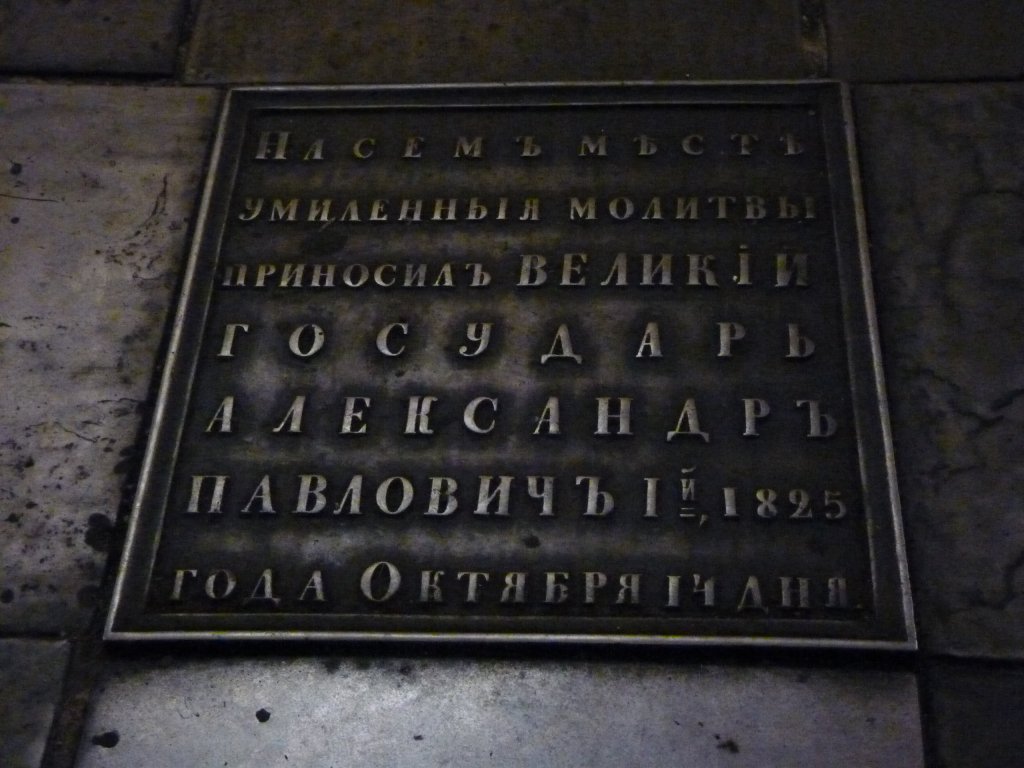 На семъ мѣстѣ
умиленныя молитвы
приносилъ ВЕЛИКІЙ
ГОСУДАРЬ
АЛЕКСАНДРЪ
ПАВЛОВИЧЪ Iй, 1825
года Октября 14 дня.